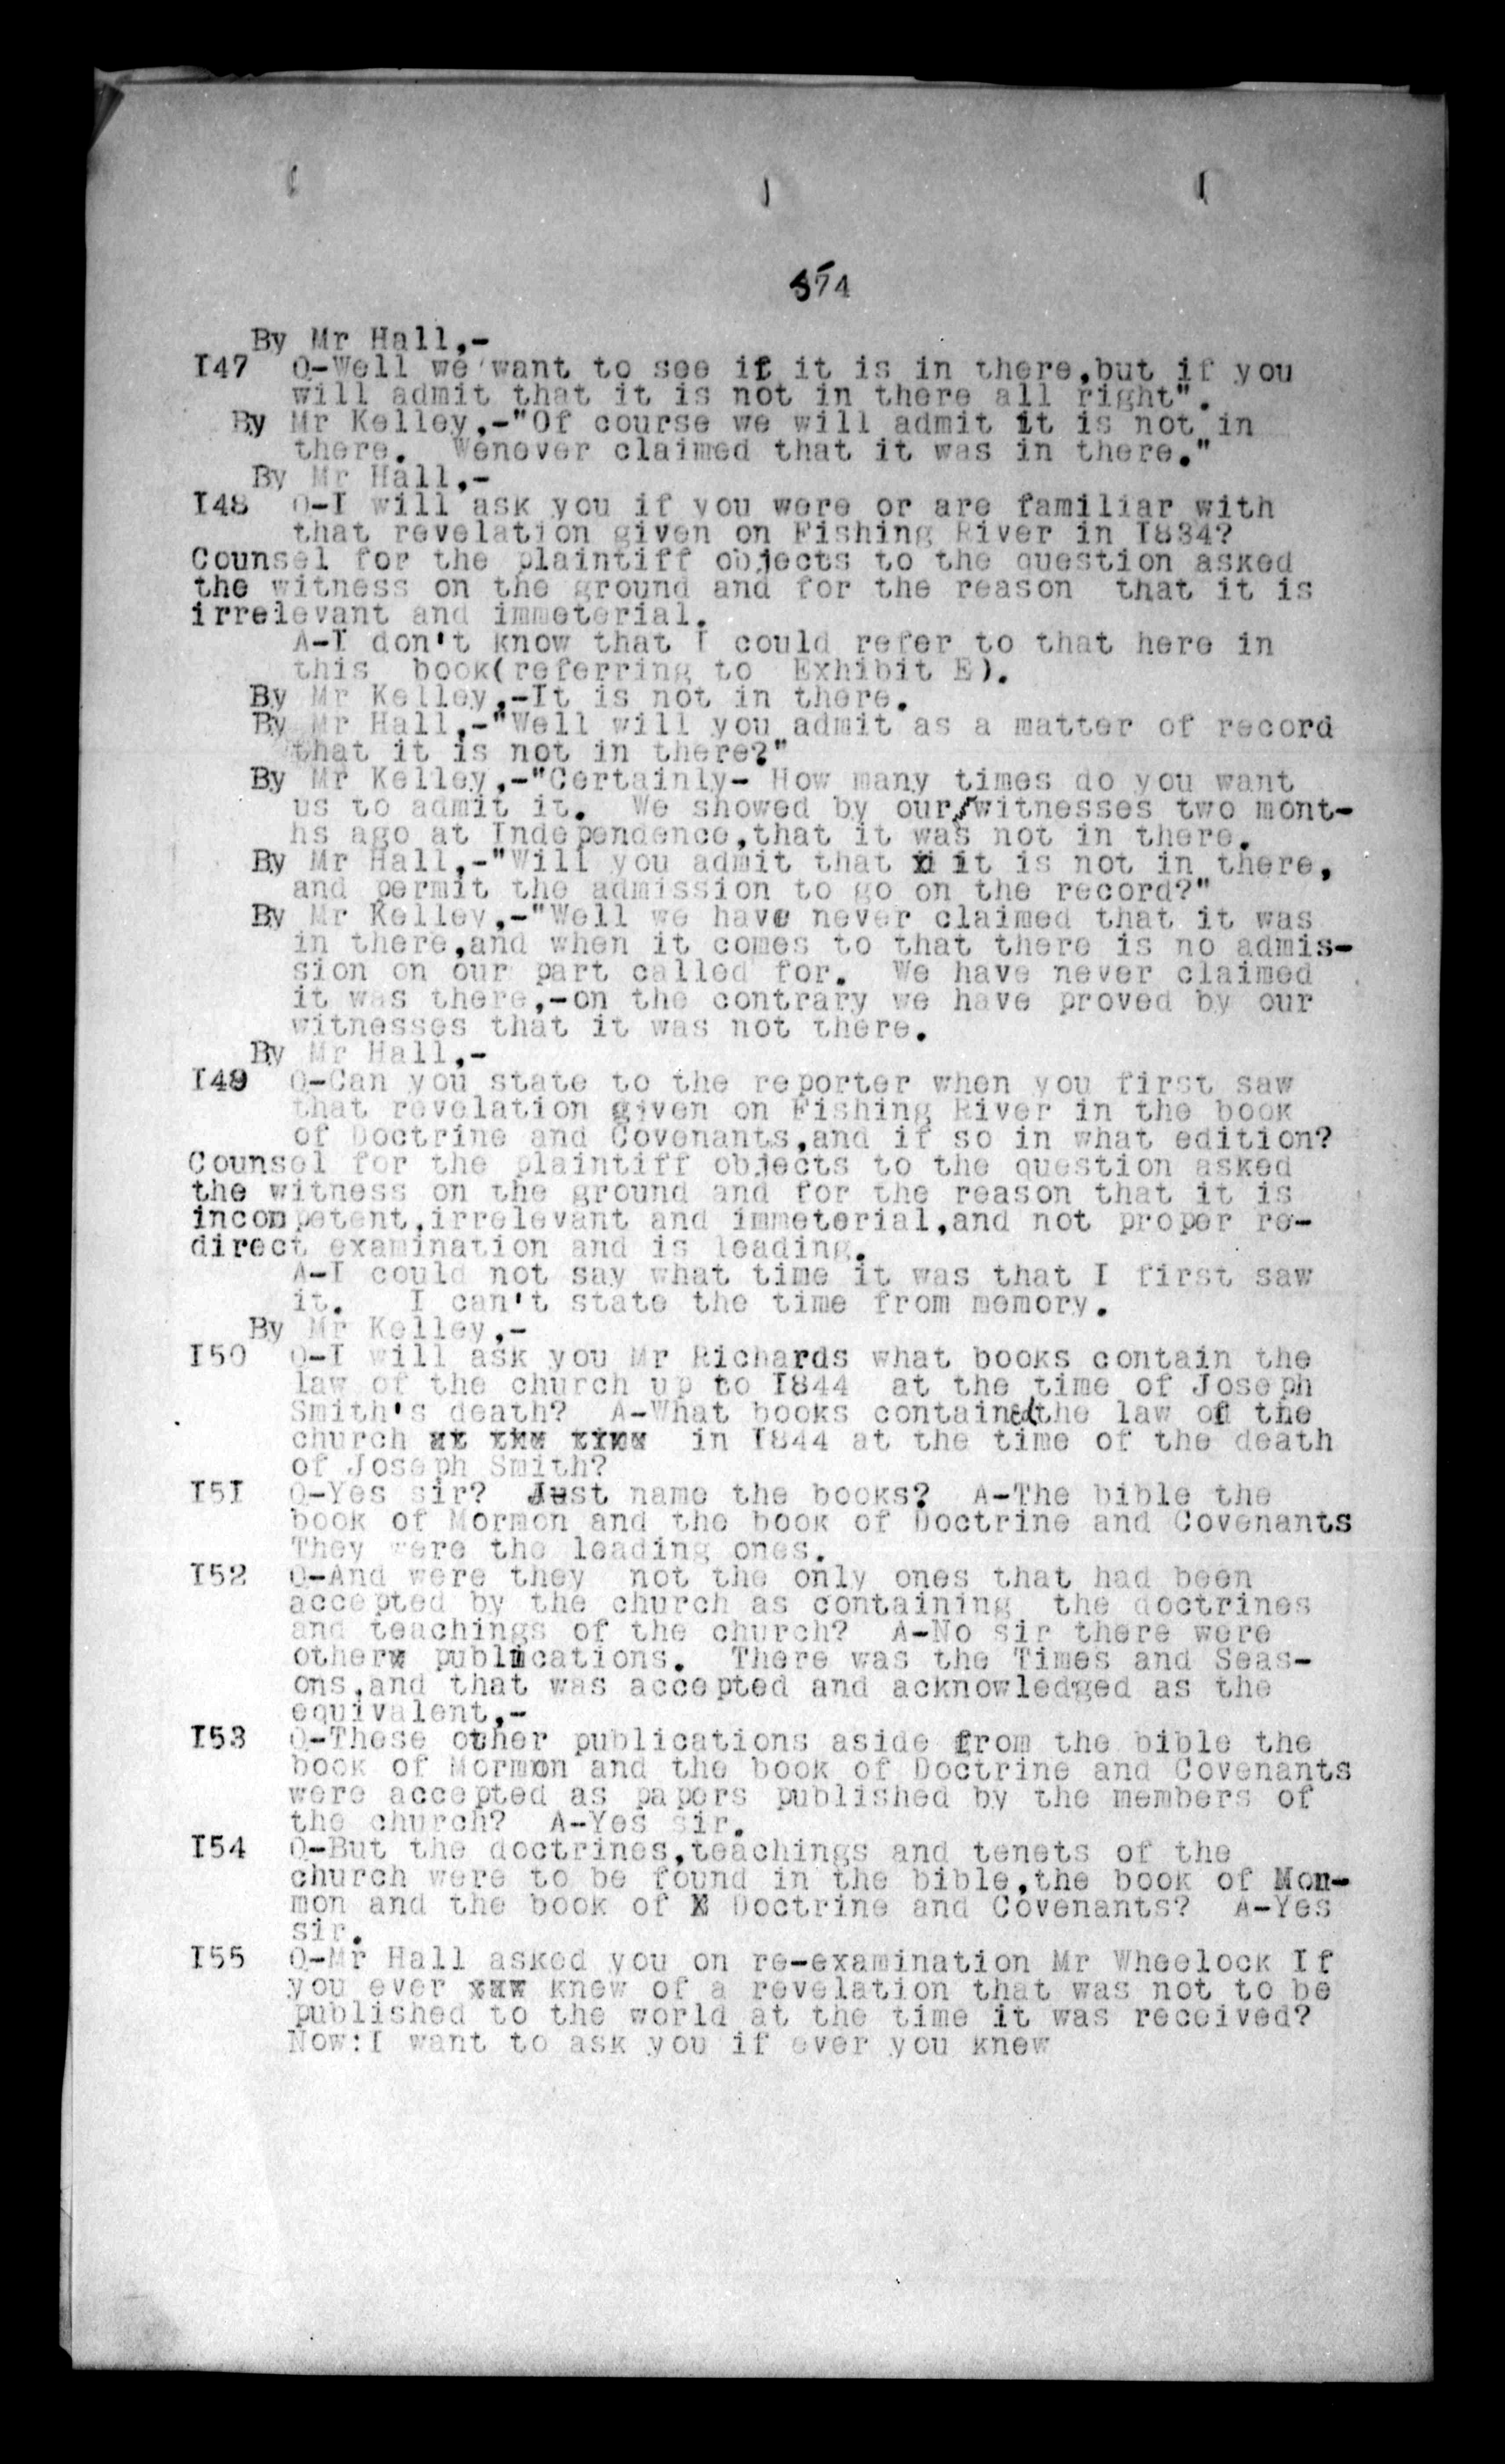 574
By Mr Hall,-
I47 Q-Well we want to see if it is in there,but if you
will admit that it is not in there all right".
By Mr Kelley,-"Of course we will admit it is not in
there. Wenever claimed that it was in there."
By Mr Hall,-
I48 Q-I will ask you if you were or are familiar with
that revelation given on Fishing River in I834?
Counsel for the plaintiff objects to the question asked
the witness on the ground and for the reason that it is
irrelevant and immeterial.
A-I don't know that I could refer to that here in
this book(referring to Exhibit E).
By Mr Kelley,-It is not in there.
By Mr Hall,-"Well will you admit as a matter of record
that it is not in there?"
By Mr Kelley,-"Certainly- How many times do you want
us to admit it. We showed by our witnesses two mont-
hs ago at Independence,that it was not in there.
By Mr Hall,-"Will you admit that it is not in there,
and permit the admission to go on the record?"
By Mr Kelley,-"Well we have never claimed that it was
in there,and when it comes to that there is no admis-
sion on our part called for. We have never claimed
it was there,-on the contrary we have proved by our
witnesses that it was not there.
By Mr Hall,-
I49 Q-Can you state to the reporter when you first saw
that revelation given on Fishing River in the book
of Doctrine and Covenants,and if so in what edition?
Counsel for the plaintiff objects to the question asked
the witness on the ground and for the reason that it is
incompetent,irrelevant and immeterial,and not proper re-
direct examination and is leading.
A-I could not say what time it was that I first saw
it. I can't state the time from memory.
By Mr Kelley,-
I50 Q-I will ask you Mr Richards what books contain the
law of the church up to I844 at the time of Joseph
Smith's death? A-What books contained the law of the
church xt thx tixx in I844 at the time of the death
of Joseph Smith?
I5I Q-Yes sir? Just name the books? A-The bible the
book of Mormon and the book of Doctrine and Covenants
They were the leading ones.
I52 Q-And were they not the only ones that had been
accepted by the church as containing the doctrines
and teachings of the church? A-No sir there were
otherx publications. There was the Times and Seas-
ons,and that was accepted and acknowledged as the
equivalent,-
I53 Q-These other publications aside from the bible the
book of Mormon and the book of Doctrine and Covenants
were accepted as papers published by the members of
the church? A-Yes sir.
I54 Q-But the doctrines,teachings and tenets of the
church were to be found in the bible,the book of Mon-
mon and the book of X Doctrine and Covenants? A-Yes
sir.
I55 Q-Mr Hall asked you on re-examination Mr Wheelock If
you ever xxx knew of a revelation that was not to be
published to the world at the time it was received?
Now:I want to ask you if ever you knew